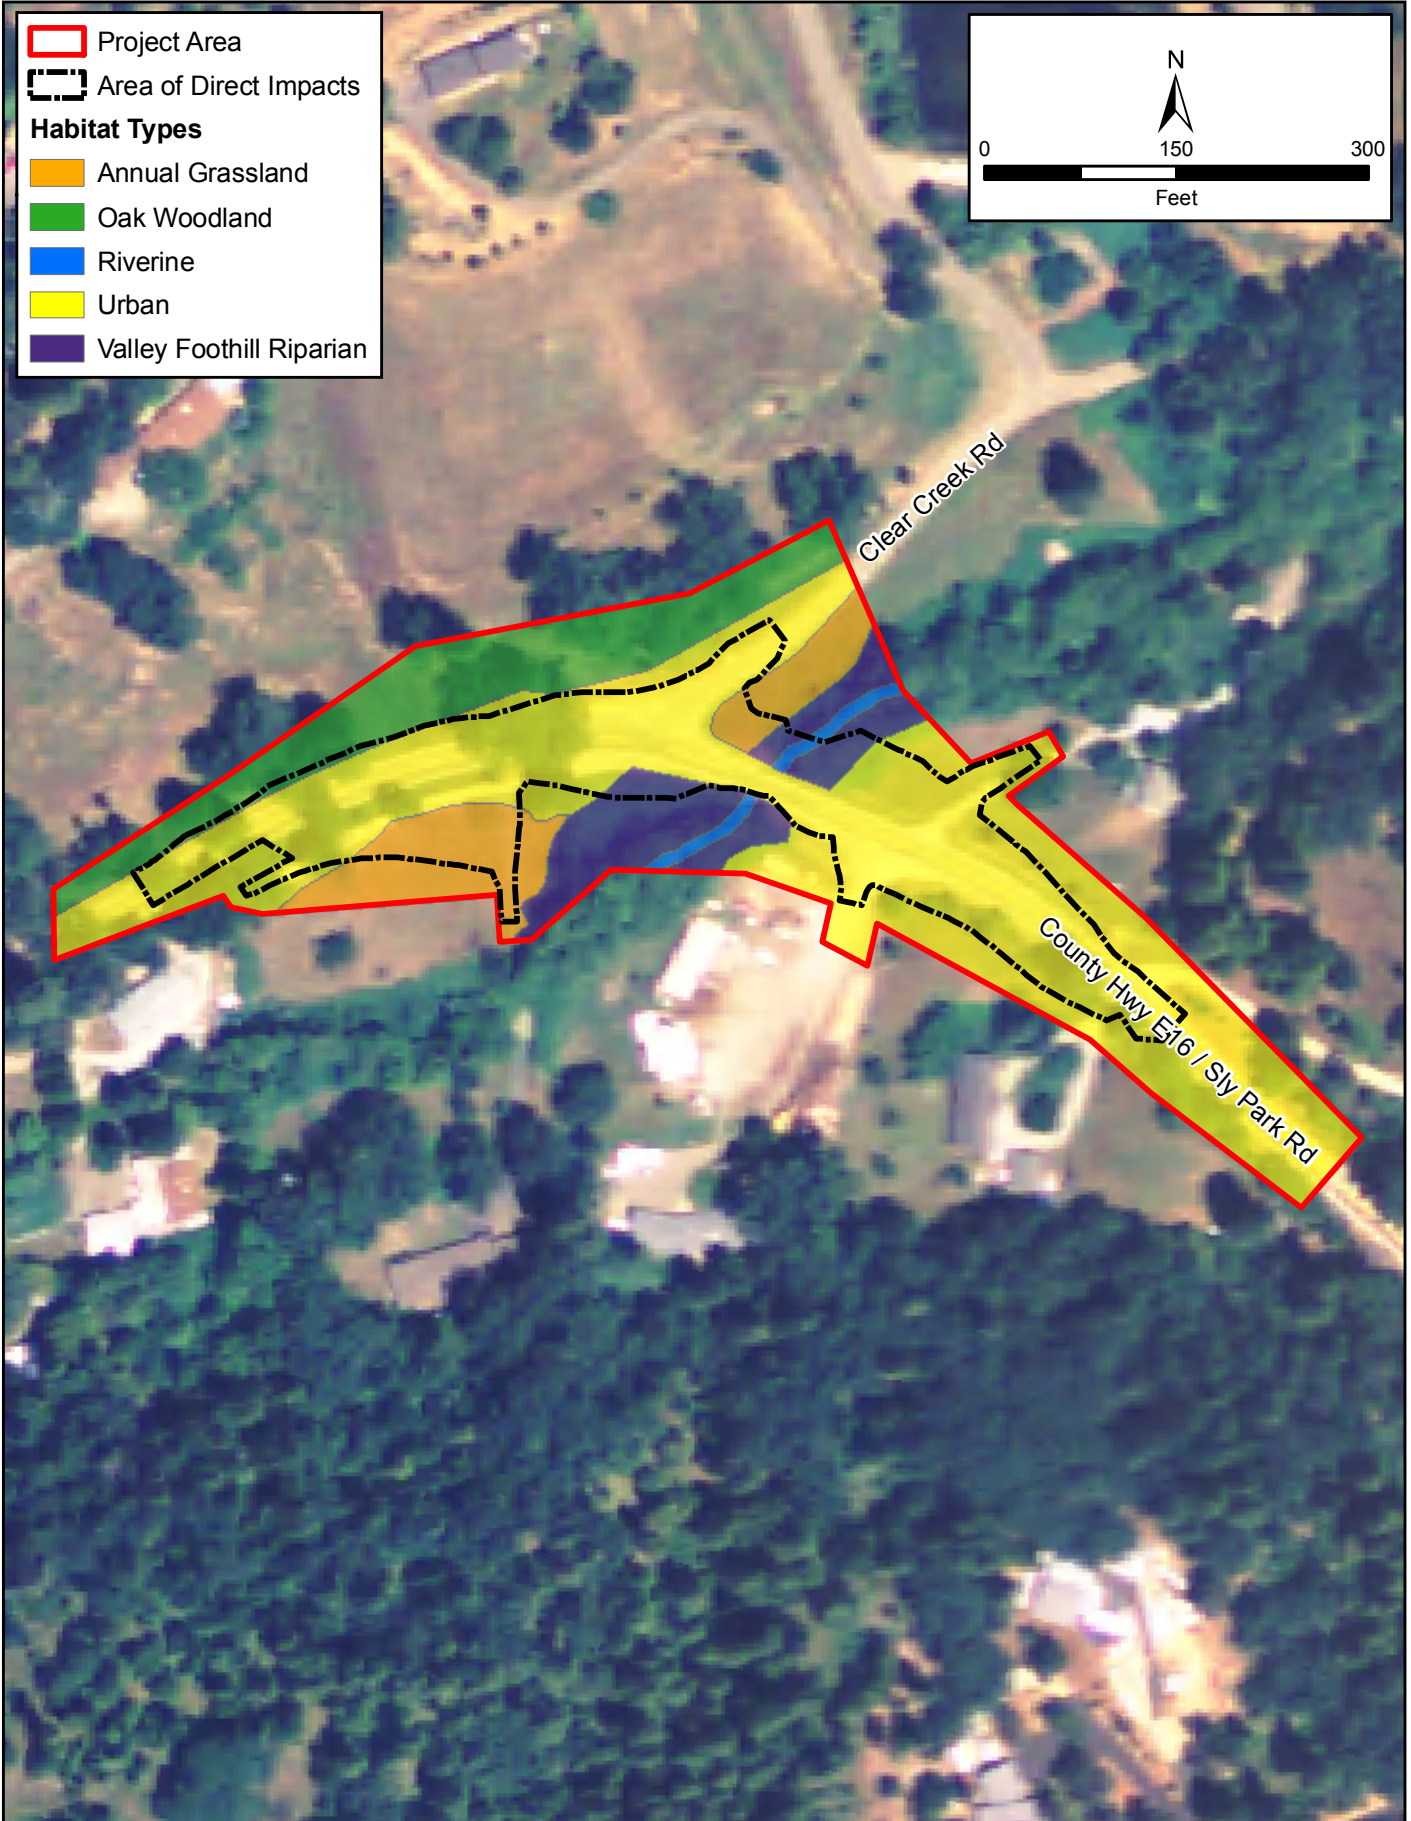 Project Area
Area of Direct Impacts
Habitat Types
Annual Grassland
Oak Woodland
Riverine
Urban
Valley Foothill Riparian
N
0 150 300
Feet
Clear Creek Rd
County Hwy E16 / Sly Park Rd